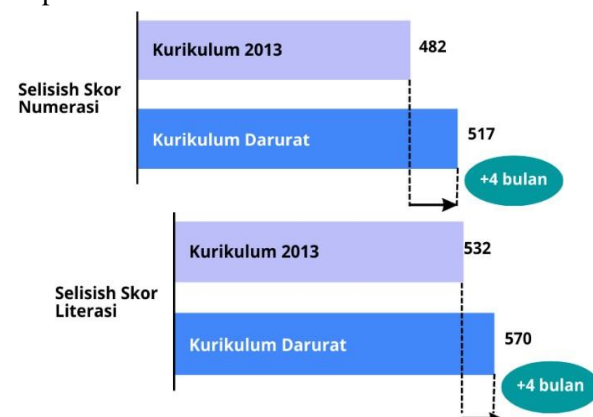 Kurikulum 2013
482
Selisish Skor
Numerasi
Kurikulum Darurat
517
+4 bulan
Kurikulum 2013
532
Selisish Skor
Literasi
Kurikulum Darurat
570
+4 bulan